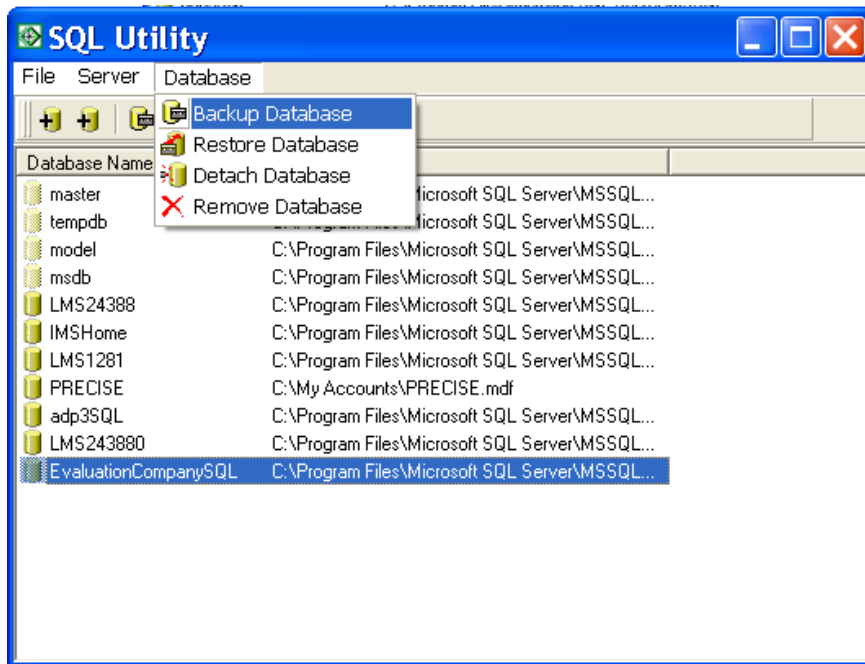 SQL Utility
File Server Database
Backup Database
Restore Database
Detach Database
Remove Database
Database Name
master icrosoft SQL Server\MSSQL...
tempdb Microsoft SQL Server\MSSQL...
model C:\Program Files\Microsoft SQL Server\MSSQL...
msdb C:\Program Files\Microsoft SQL Server\MSSQL...
LMS24388 C:\Program Files\Microsoft SQL Server\MSSQL...
IMSHome C:\Program Files\Microsoft SQL Server\MSSQL...
LMS1281 C:\Program Files\Microsoft SQL Server\MSSQL...
PRECISE C:\My Accounts\PRECISE.mdf
adp3SQL C:\Program Files\Microsoft SQL Server\MSSQL...
LMS243880 C:\Program Files\Microsoft SQL Server\MSSQL...
EvaluationCompanySQL C:\Program Files\Microsoft SQL Server\MSSQL...